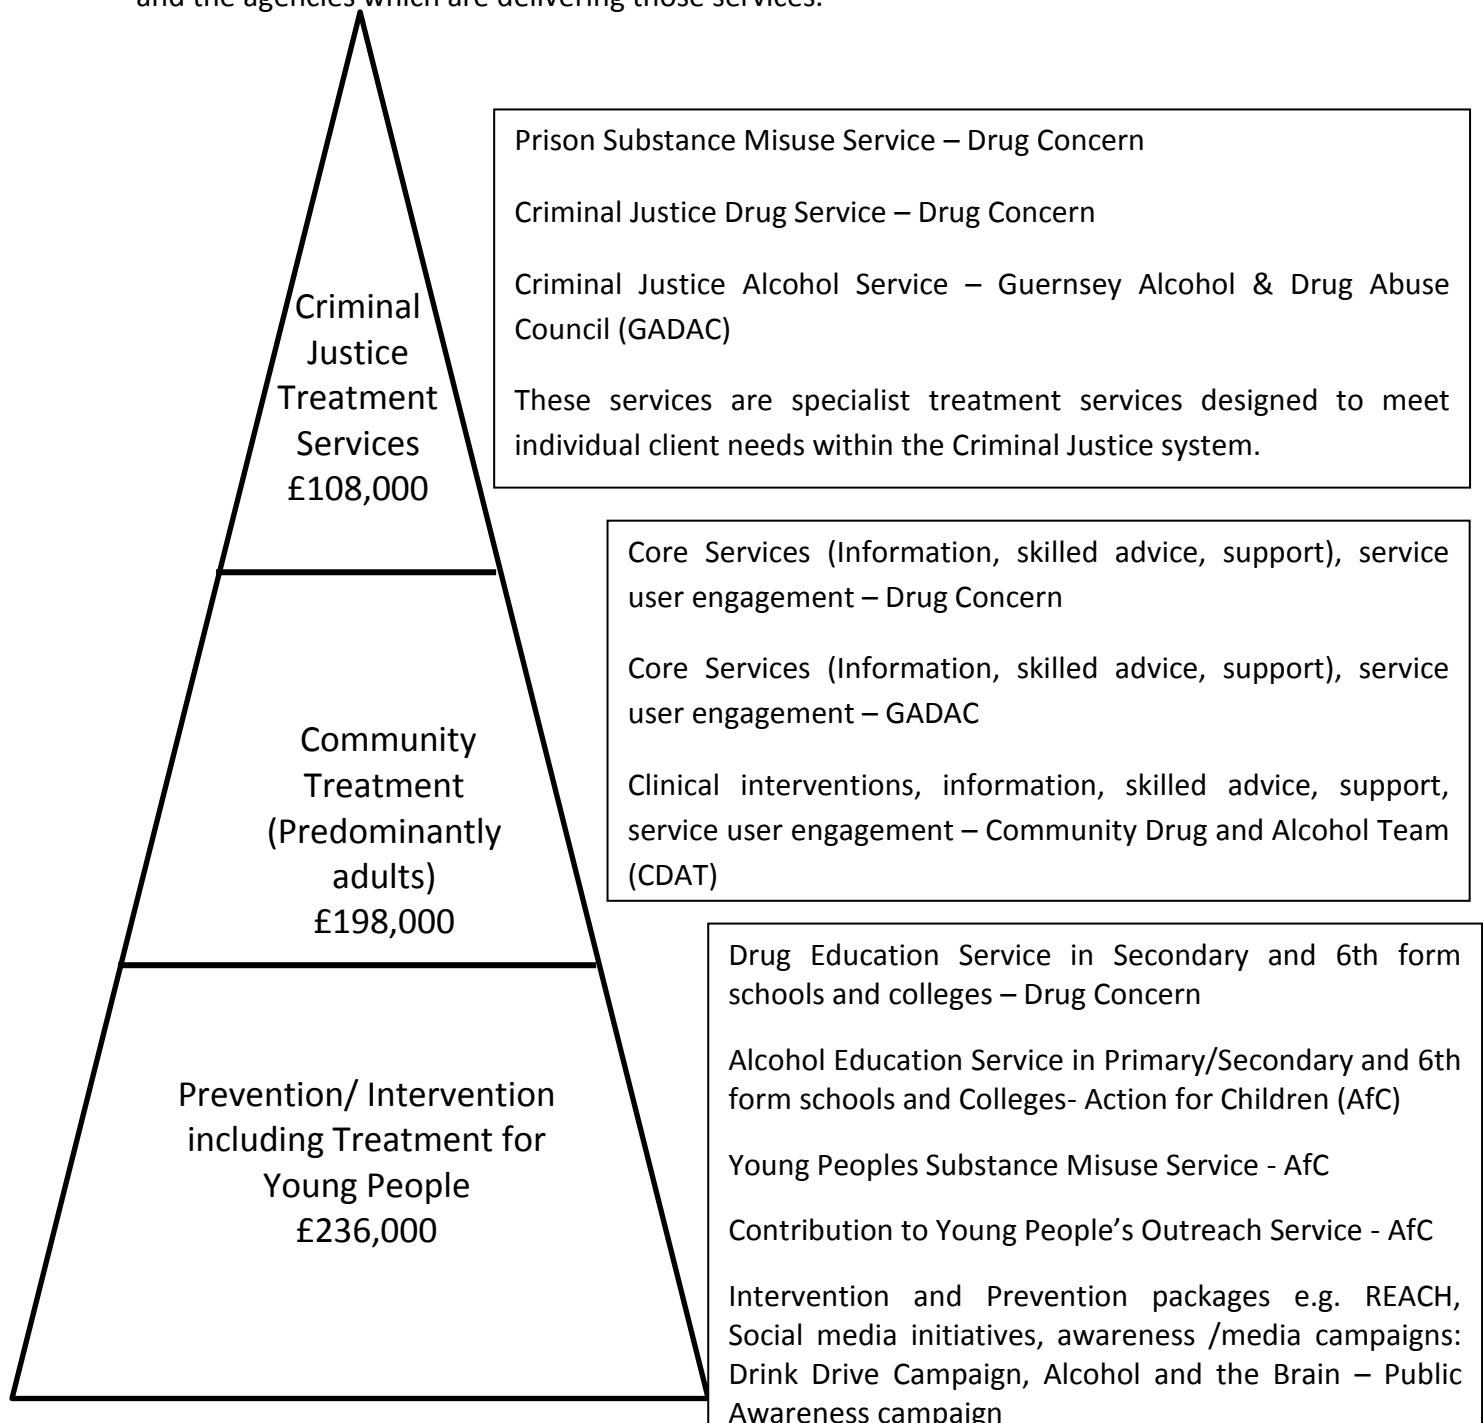 and the agencies which are delivering those services.
Prison Substance Misuse Service – Drug Concern
Criminal Justice Drug Service – Drug Concern
Criminal Justice Alcohol Service – Guernsey Alcohol & Drug Abuse
Council (GADAC)
These services are specialist treatment services designed to meet
individual client needs within the Criminal Justice system.
Criminal
Justice
Treatment
Services
£108,000
Core Services (Information, skilled advice, support), service
user engagement – Drug Concern
Core Services (Information, skilled advice, support), service
user engagement – GADAC
Clinical interventions, information, skilled advice, support,
service user engagement – Community Drug and Alcohol Team
(CDAT)
Community
Treatment
(Predominantly
adults)
£198,000
Drug Education Service in Secondary and 6th form
schools and colleges – Drug Concern
Alcohol Education Service in Primary/Secondary and 6th
form schools and Colleges- Action for Children (AfC)
Young Peoples Substance Misuse Service - AfC
Contribution to Young People’s Outreach Service - AfC
Intervention and Prevention packages e.g. REACH,
Social media initiatives, awareness /media campaigns:
Drink Drive Campaign, Alcohol and the Brain – Public
Awareness campaign
Prevention/ Intervention
including Treatment for
Young People
£236,000